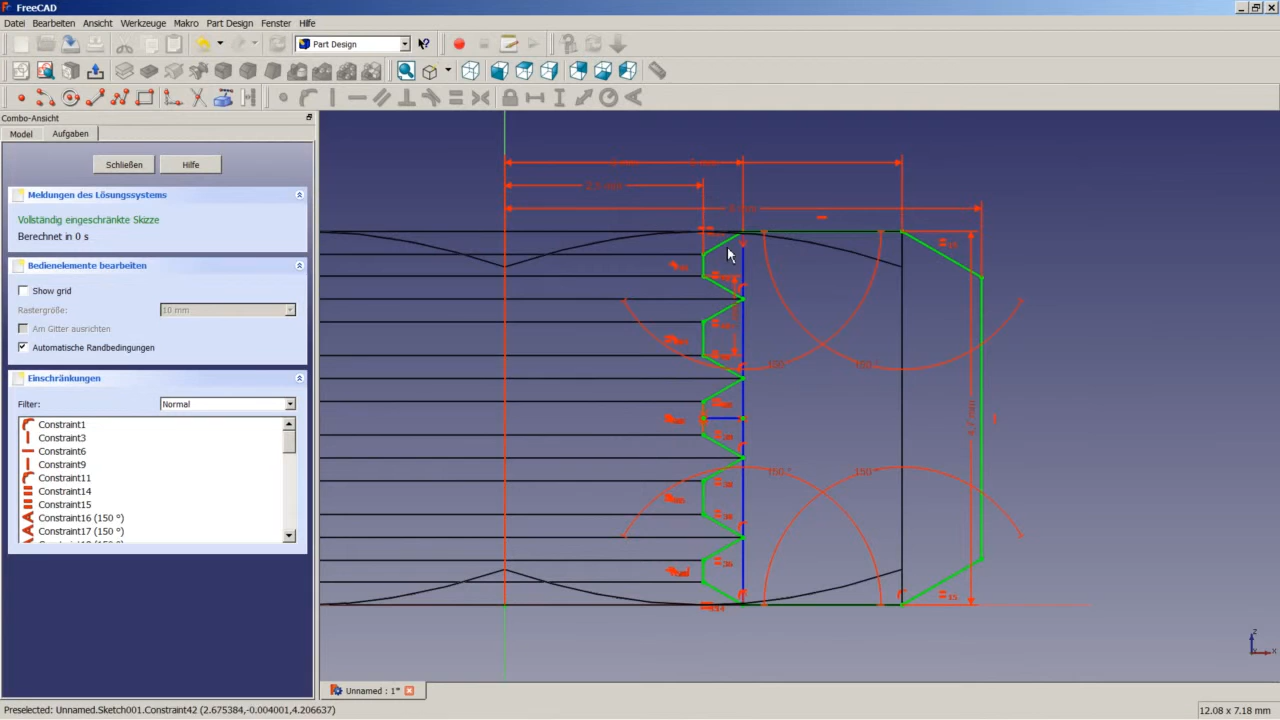 FreeCAD
Datei Bearbeiten Ansicht Werkzeuge Makro Part Design Fenster Hilfe
Part Design
Combo-Ansicht
Model Aufgaben
Schließen Hilfe
Meldungen des Lösungssystems
Vollständig eingeschränkte Skizze
Berechnet in 0 s
Bedienelemente bearbeiten
Show grid
Rastergröße: 10 mm
Am Gitter ausrichten
Automatische Randbedingungen
Einschränkungen
Filter: Normal
Constraint1
Constraint3
Constraint6
Constraint9
Constraint11
Constraint14
Constraint15
Constraint16 (150 °)
Constraint17 (150 °)
150 °
150 °
15
z
x
Unnamed : 1*
Preselected: Unnamed.Sketch001.Constraint42 (2.675384,-0.004001,4.206637)
12.08 x 7.18 mm